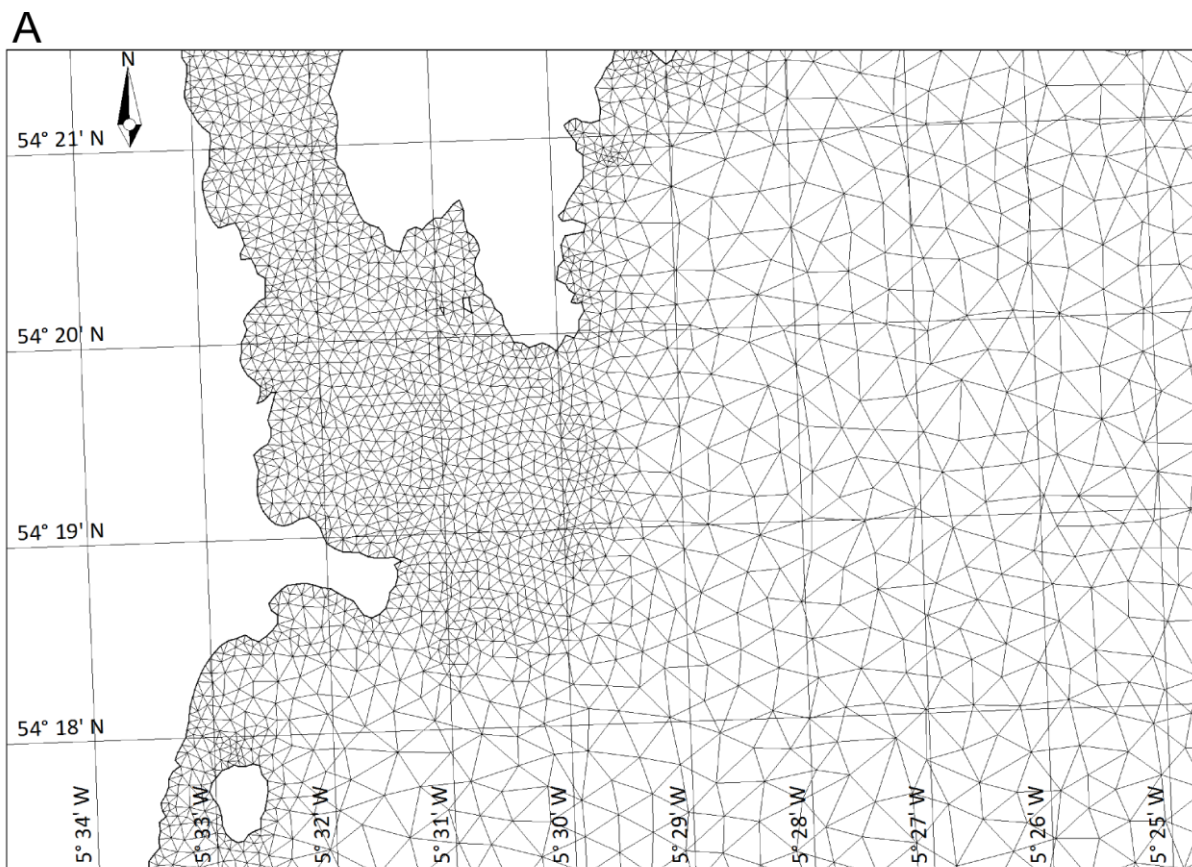 A
N
54° 21' N
54° 20' N
54° 19' N
54° 18' N
5° 34' W
5° 33' W
5° 32' W
5° 31' W
5° 30' W
5° 29' W
5° 28' W
5° 27' W
5° 26' W
5° 25' W